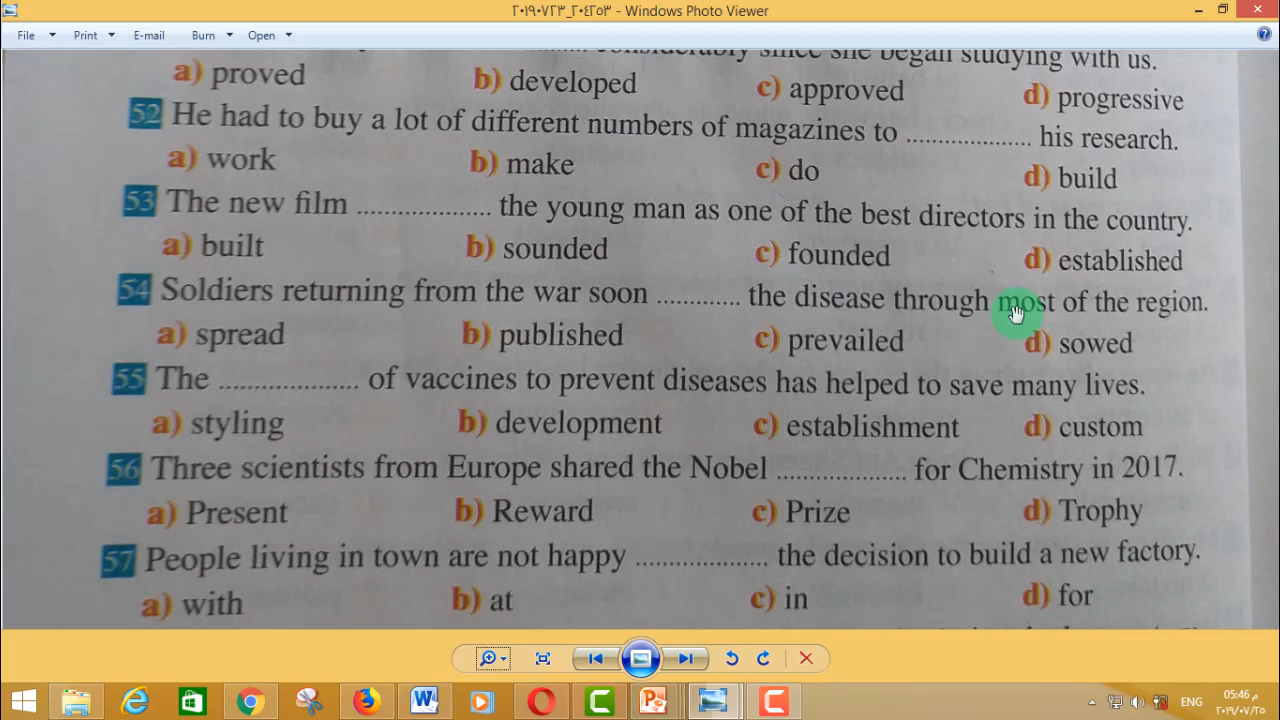 ٢٠١٩٠٧٢٣_٢٠٤٢٥٣ - Windows Photo Viewer
File Print E-mail Burn Open
considerably since she began studying with us.
a) proved b) developed c) approved d) progressive
52 He had to buy a lot of different numbers of magazines to .................. his research.
a) work b) make c) do d) build
53 The new film .................... the young man as one of the best directors in the country.
a) built b) sounded c) founded d) established
54 Soldiers returning from the war soon ............ the disease through most of the region.
a) spread b) published c) prevailed d) sowed
55 The ..................... of vaccines to prevent diseases has helped to save many lives.
a) styling b) development c) establishment d) custom
56 Three scientists from Europe shared the Nobel ................... for Chemistry in 2017.
a) Present b) Reward c) Prize d) Trophy
57 People living in town are not happy .................... the decision to build a new factory.
a) with b) at c) in d) for
ENG
05:46 م
٢٠١٩/٠٧/٢٥